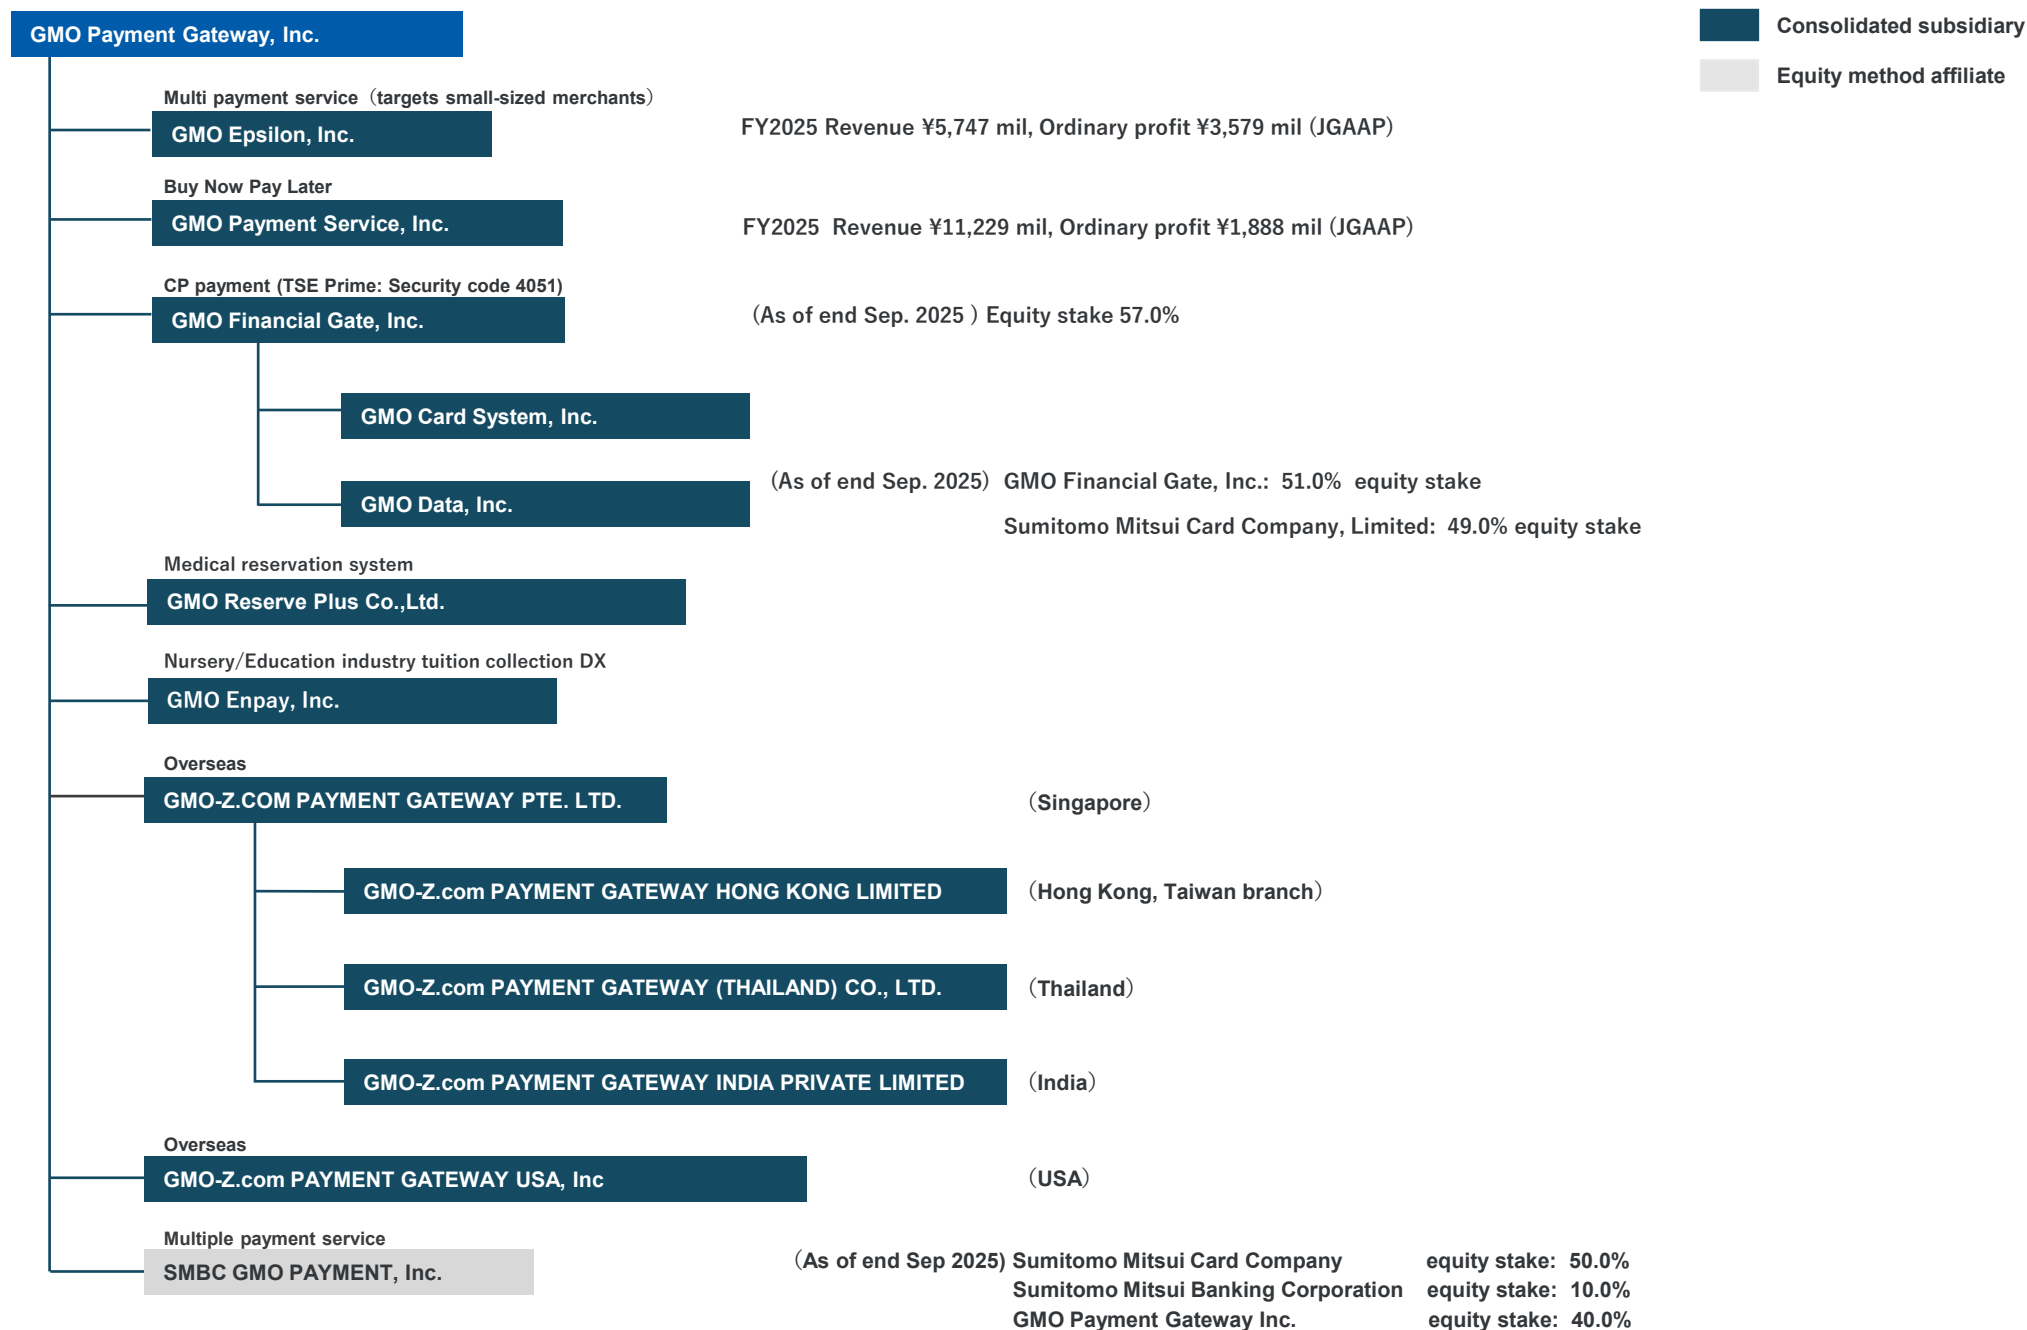 GMO Payment Gateway, Inc.
Consolidated subsidiary
Equity method affiliate
Multi payment service（targets small-sized merchants）
GMO Epsilon, Inc.
FY2025 Revenue ¥5,747 mil, Ordinary profit ¥3,579 mil (JGAAP)
Buy Now Pay Later
GMO Payment Service, Inc.
FY2025 Revenue ¥11,229 mil, Ordinary profit ¥1,888 mil (JGAAP)
CP payment (TSE Prime: Security code 4051)
GMO Financial Gate, Inc.
(As of end Sep. 2025 ) Equity stake 57.0%
GMO Card System, Inc.
(As of end Sep. 2025) GMO Financial Gate, Inc.: 51.0% equity stake
GMO Data, Inc.
Sumitomo Mitsui Card Company, Limited: 49.0% equity stake
Medical reservation system
GMO Reserve Plus Co.,Ltd.
Nursery/Education industry tuition collection DX
GMO Enpay, Inc.
Overseas
GMO-Z.COM PAYMENT GATEWAY PTE. LTD.
（Singapore）
GMO-Z.com PAYMENT GATEWAY HONG KONG LIMITED
（Hong Kong, Taiwan branch）
GMO-Z.com PAYMENT GATEWAY (THAILAND) CO., LTD.
（Thailand）
GMO-Z.com PAYMENT GATEWAY INDIA PRIVATE LIMITED
（India）
Overseas
GMO-Z.com PAYMENT GATEWAY USA, Inc
（USA）
Multiple payment service
SMBC GMO PAYMENT, Inc.
(As of end Sep 2025) Sumitomo Mitsui Card Company equity stake: 50.0%
Sumitomo Mitsui Banking Corporation equity stake: 10.0%
GMO Payment Gateway Inc. equity stake: 40.0%